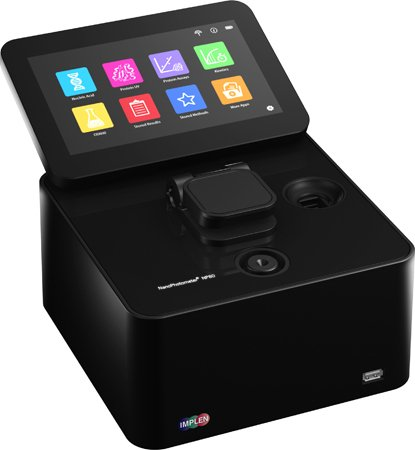 Nucleic Acid
Protein UV
Protein Assays
Kinetics
OD600
Stored Results
Stored Methods
More Apps
NanoPhotometer® NP80
IMPLEN